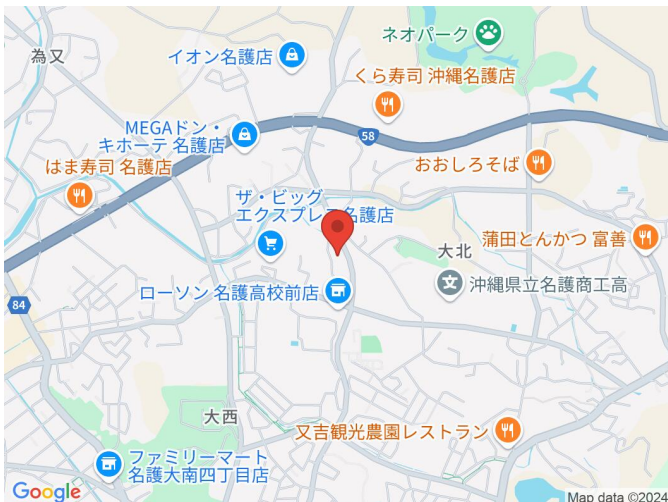 ネオパーク
為又
イオン名護店
くら寿司 沖縄名護店
MEGAドン・
キホーテ 名護店
58
はま寿司 名護店
おおしろそば
ザ・ビッグ
エクスプレス名護店
蒲田とんかつ 富善
大北
沖縄県立名護商工高
ローソン 名護高校前店
84
大西
又吉観光農園レストラン
ファミリーマート
名護大南四丁目店
Google
Map data ©2024